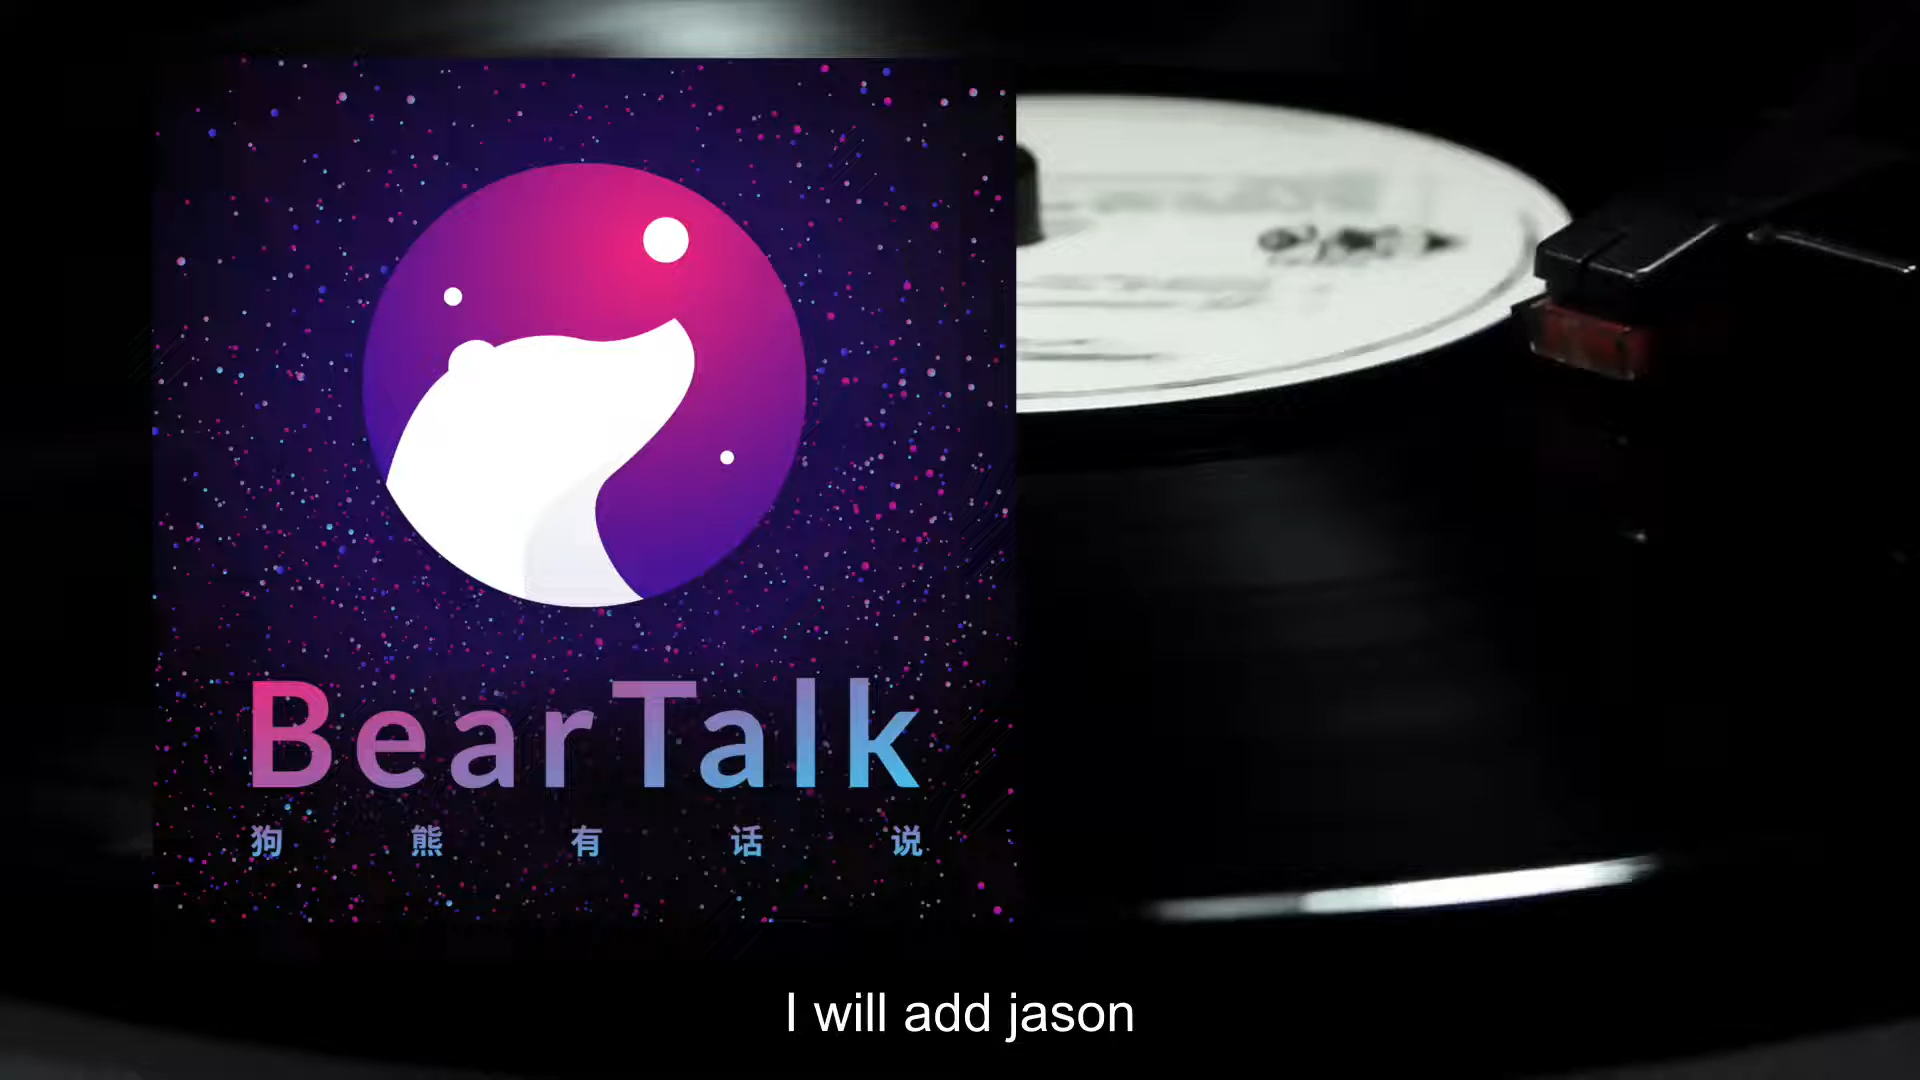 BearTalk
狗熊有话说
I will add jason